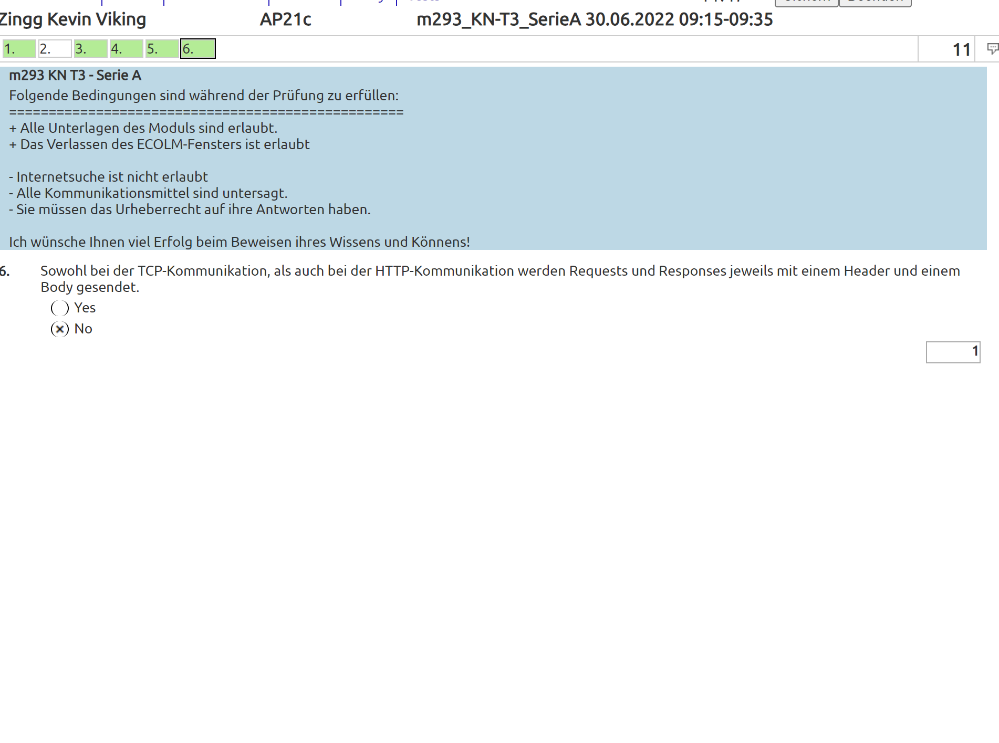 Zingg Kevin Viking AP21c m293_KN-T3_SerieA 30.06.2022 09:15-09:35
1. 2. 3. 4. 5. 6. 11
m293 KN T3 - Serie A
Folgende Bedingungen sind während der Prüfung zu erfüllen:
==================================================
+ Alle Unterlagen des Moduls sind erlaubt.
+ Das Verlassen des ECOLM-Fensters ist erlaubt
- Internetsuche ist nicht erlaubt
- Alle Kommunikationsmittel sind untersagt.
- Sie müssen das Urheberrecht auf ihre Antworten haben.
Ich wünsche Ihnen viel Erfolg beim Beweisen ihres Wissens und Könnens!
6. Sowohl bei der TCP-Kommunikation, als auch bei der HTTP-Kommunikation werden Requests und Responses jeweils mit einem Header und einem
Body gesendet.
Yes
No
1